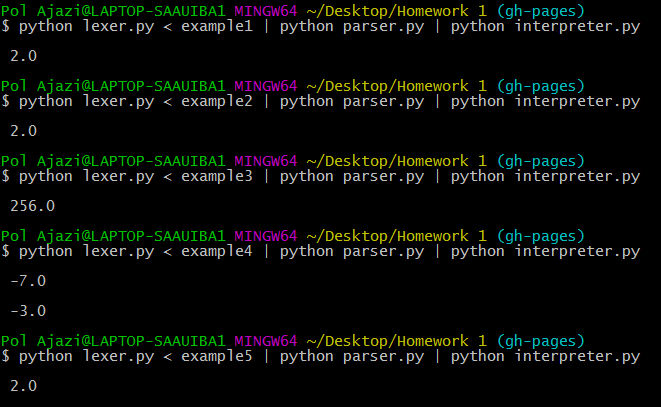 Pol Ajazi@LAPTOP-SAAUIBA1 MINGW64 ~/Desktop/Homework 1 (gh-pages)
$ python lexer.py < example1 | python parser.py | python interpreter.py
2.0
Pol Ajazi@LAPTOP-SAAUIBA1 MINGW64 ~/Desktop/Homework 1 (gh-pages)
$ python lexer.py < example2 | python parser.py | python interpreter.py
2.0
Pol Ajazi@LAPTOP-SAAUIBA1 MINGW64 ~/Desktop/Homework 1 (gh-pages)
$ python lexer.py < example3 | python parser.py | python interpreter.py
256.0
Pol Ajazi@LAPTOP-SAAUIBA1 MINGW64 ~/Desktop/Homework 1 (gh-pages)
$ python lexer.py < example4 | python parser.py | python interpreter.py
-7.0
-3.0
Pol Ajazi@LAPTOP-SAAUIBA1 MINGW64 ~/Desktop/Homework 1 (gh-pages)
$ python lexer.py < example5 | python parser.py | python interpreter.py
2.0